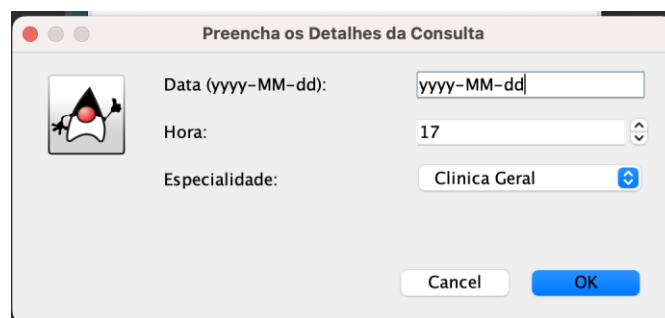 Preencha os Detalhes da Consulta
Data (yyyy-MM-dd): yyyy-MM-dd
Hora: 17
Especialidade: Clinica Geral
Cancel OK